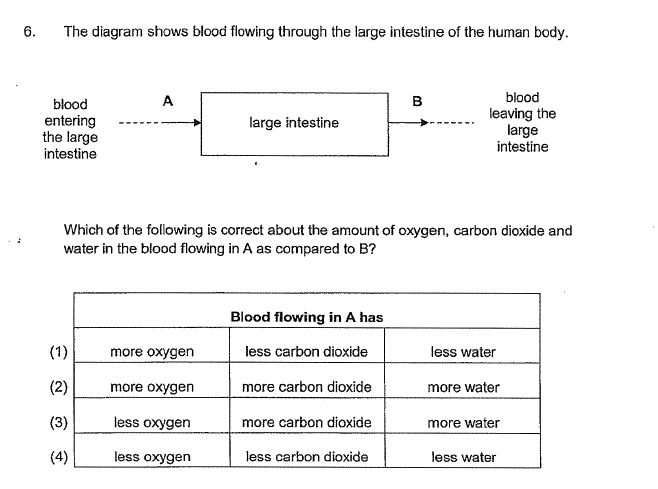 6. The diagram shows blood flowing through the large intestine of the human body.
blood
entering
the large
intestine
A
large intestine
B
blood
leaving the
large
intestine
Which of the following is correct about the amount of oxygen, carbon dioxide and
water in the blood flowing in A as compared to B?
Blood flowing in A has
(1) more oxygen less carbon dioxide less water
(2) more oxygen more carbon dioxide more water
(3) less oxygen more carbon dioxide more water
(4) less oxygen less carbon dioxide less water